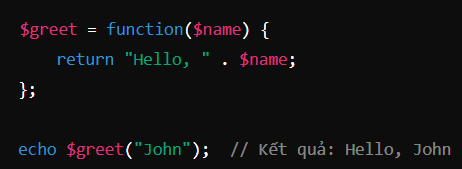 $greet = function($name) {
    return "Hello, " . $name;
};
echo $greet("John");  // Kết quả: Hello, John